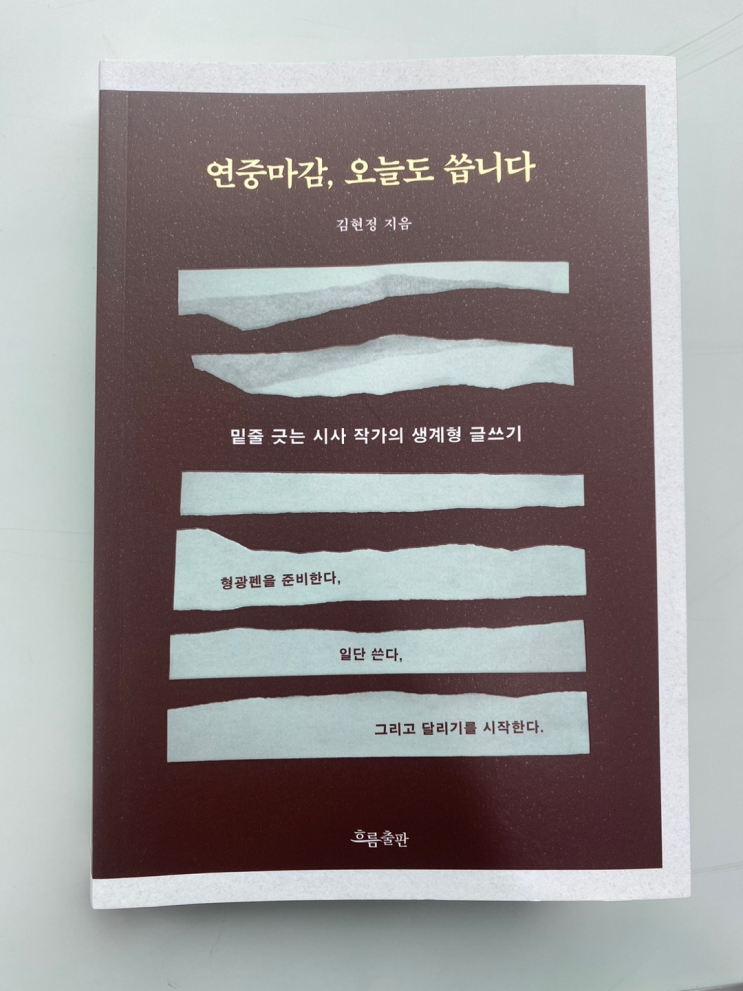 연중마감, 오늘도 씁니다
김현정 지음
밑줄 긋는 시사 작가의 생계형 글쓰기
형광펜을 준비한다,
일단 쓴다,
그리고 달리기를 시작한다.
흐름출판